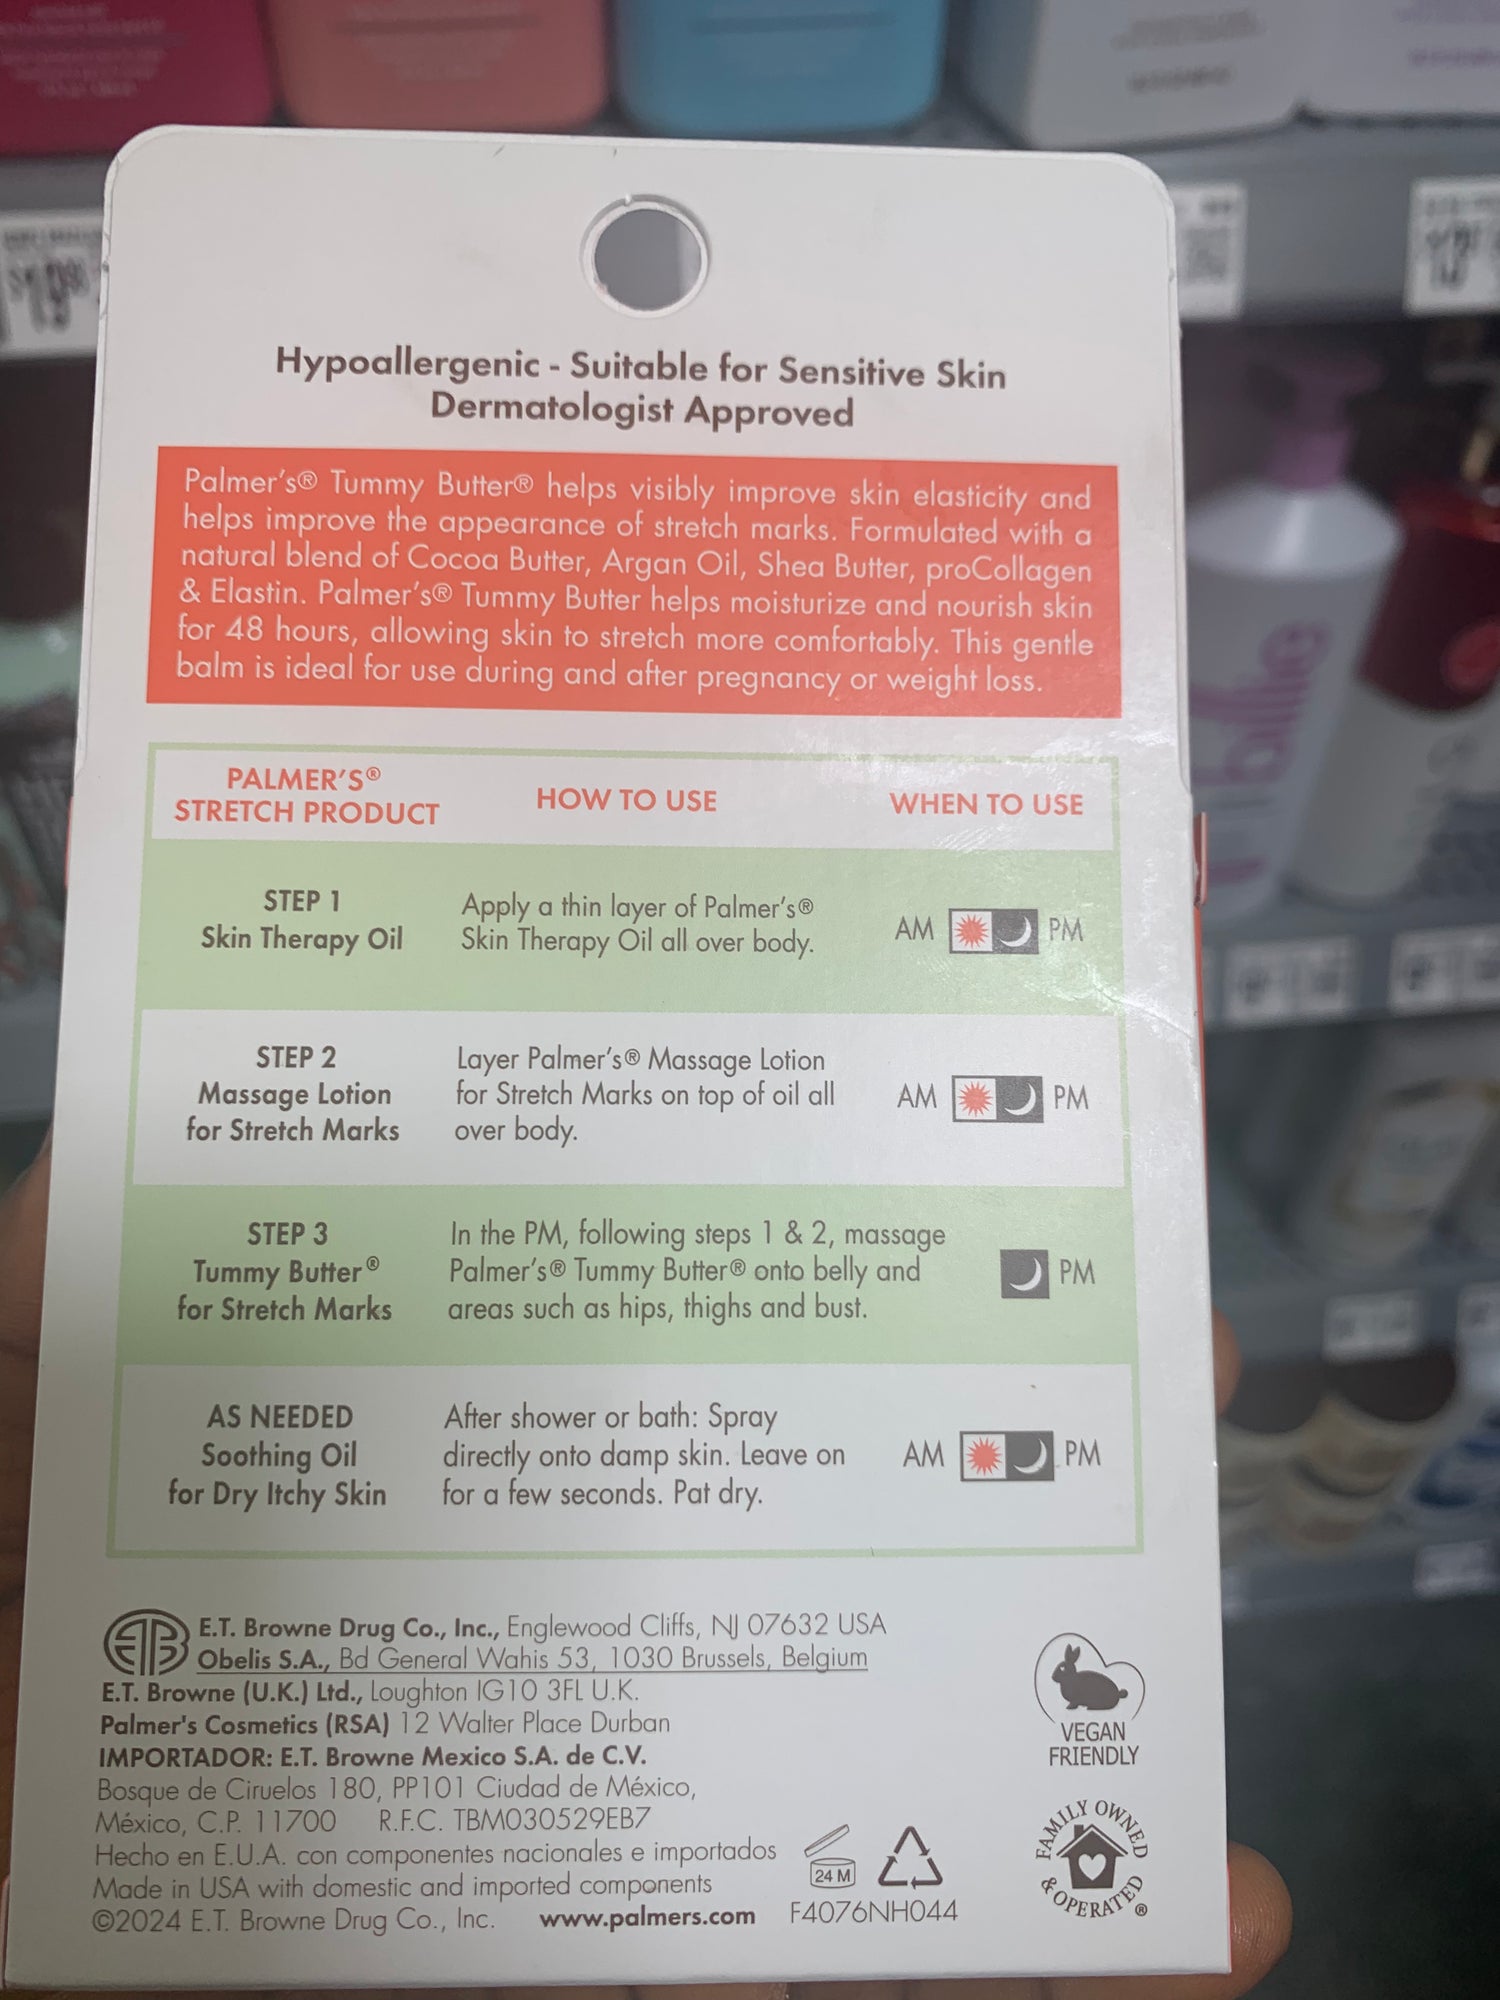 Hypoallergenic - Suitable for Sensitive Skin
Dermatologist Approved
Palmer's® Tummy Butter® helps visibly improve skin elasticity and
helps improve the appearance of stretch marks. Formulated with a
natural blend of Cocoa Butter, Argan Oil, Shea Butter, proCollagen
& Elastin. Palmer's® Tummy Butter helps moisturize and nourish skin
for 48 hours, allowing skin to stretch more comfortably. This gentle
balm is ideal for use during and after pregnancy or weight loss.
PALMER'S®
STRETCH PRODUCT
HOW TO USE
WHEN TO USE
STEP 1
Skin Therapy Oil
Apply a thin layer of Palmer's®
Skin Therapy Oil all over body.
AM PM
STEP 2
Massage Lotion
for Stretch Marks
Layer Palmer's® Massage Lotion
for Stretch Marks on top of oil all
over body.
AM PM
STEP 3
Tummy Butter®
for Stretch Marks
In the PM, following steps 1 & 2, massage
Palmer's® Tummy Butter® onto belly and
areas such as hips, thighs and bust.
PM
AS NEEDED
Soothing Oil
for Dry Itchy Skin
After shower or bath: Spray
directly onto damp skin. Leave on
for a few seconds. Pat dry.
AM PM
E.T. Browne Drug Co., Inc., Englewood Cliffs, NJ 07632 USA
Obelis S.A., Bd General Wahis 53, 1030 Brussels, Belgium
E.T. Browne (U.K.) Ltd., Loughton IG10 3FL U.K.
Palmer's Cosmetics (RSA) 12 Walter Place Durban
IMPORTADOR: E.T. Browne Mexico S.A. de C.V.
Bosque de Ciruelos 180, PP101 Ciudad de México,
México, C.P. 11700 R.F.C. TBM030529EB7
Hecho en E.U.A. con componentes nacionales e importados
Made in USA with domestic and imported components
©2024 E.T. Browne Drug Co., Inc. www.palmers.com
24 M
F4076NH044
VEGAN
FRIENDLY
FAMILY OWNED
& OPERATED®